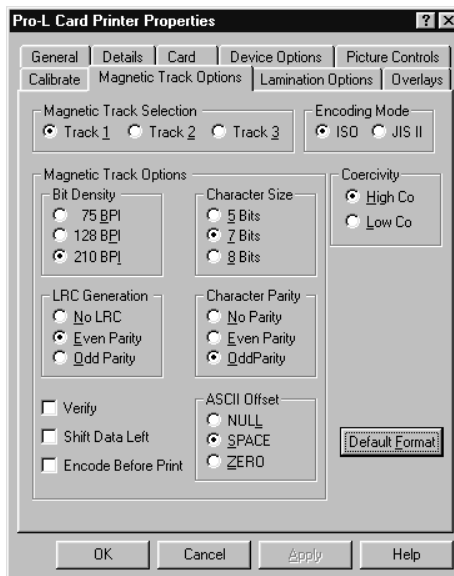 Pro-L Card Printer Properties
General Details Card Device Options Picture Controls
Calibrate Magnetic Track Options Lamination Options Overlays
Magnetic Track Selection
Track 1 Track 2 Track 3
Encoding Mode
ISO JIS II
Magnetic Track Options
Bit Density
75 BPI
128 BPI
210 BPI
Character Size
5 Bits
7 Bits
8 Bits
Coercivity
High Co
Low Co
LRC Generation
No LRC
Even Parity
Odd Parity
Character Parity
No Parity
Even Parity
OddParity
Verify
Shift Data Left
Encode Before Print
ASCII Offset
NULL
SPACE
ZERO
Default Format
OK Cancel Apply Help